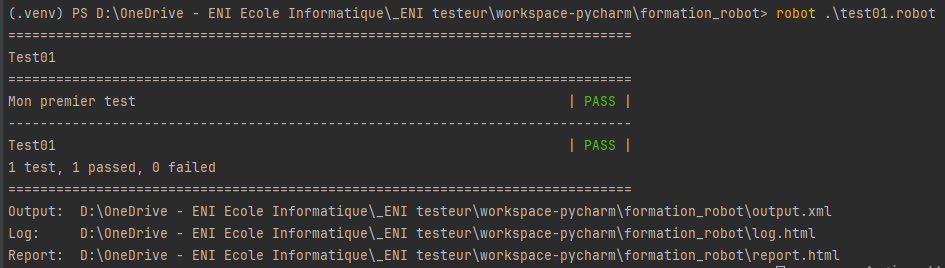 (.venv) PS D:\OneDrive - ENI Ecole Informatique\_ENI testeur\workspace-pycharm\formation_robot> robot .\test01.robot
==============================================================================
Test01
==============================================================================
Mon premier test                                                      | PASS |
------------------------------------------------------------------------------
Test01                                                                | PASS |
1 test, 1 passed, 0 failed
==============================================================================
Output:  D:\OneDrive - ENI Ecole Informatique\_ENI testeur\workspace-pycharm\formation_robot\output.xml
Log:     D:\OneDrive - ENI Ecole Informatique\_ENI testeur\workspace-pycharm\formation_robot\log.html
Report:  D:\OneDrive - ENI Ecole Informatique\_ENI testeur\workspace-pycharm\formation_robot\report.html